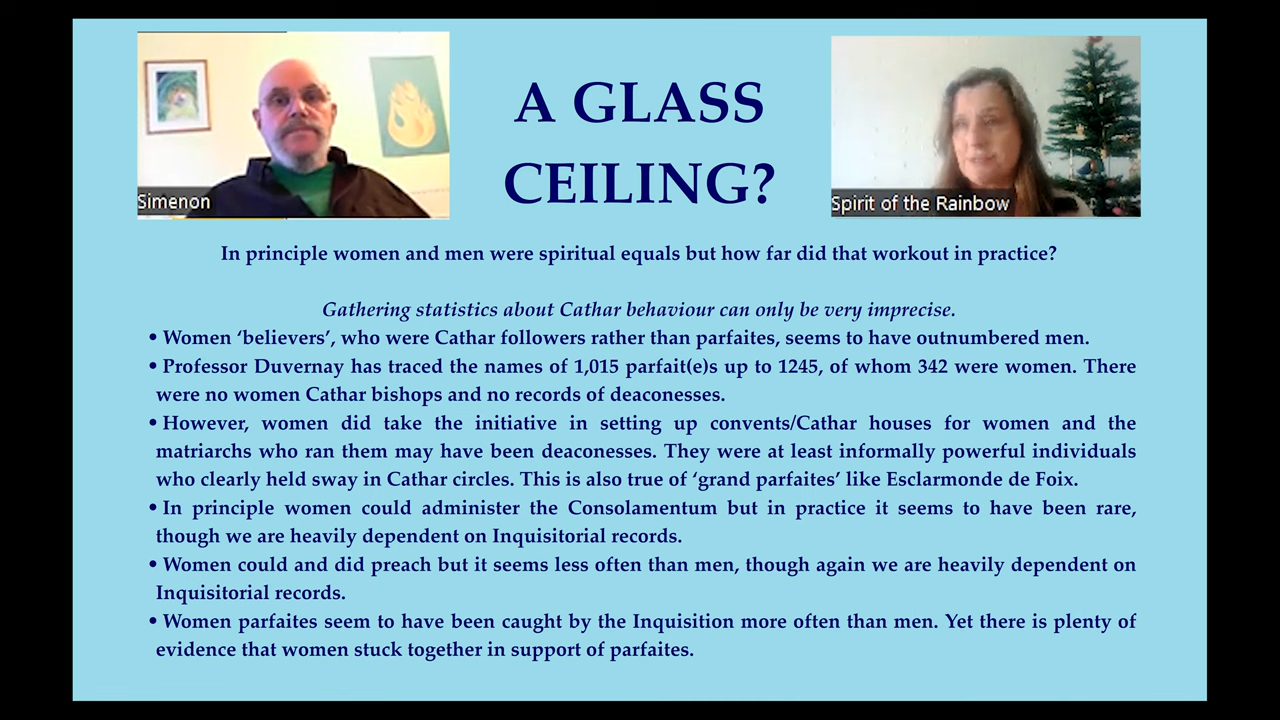 A GLASS
CEILING?
Simenon
Spirit of the Rainbow
In principle women and men were spiritual equals but how far did that workout in practice?
Gathering statistics about Cathar behaviour can only be very imprecise.
• Women ‘believers’, who were Cathar followers rather than parfaites, seems to have outnumbered men.
• Professor Duvernay has traced the names of 1,015 parfait(e)s up to 1245, of whom 342 were women. There
were no women Cathar bishops and no records of deaconesses.
• However, women did take the initiative in setting up convents/Cathar houses for women and the
matriarchs who ran them may have been deaconesses. They were at least informally powerful individuals
who clearly held sway in Cathar circles. This is also true of ‘grand parfaites’ like Esclarmonde de Foix.
• In principle women could administer the Consolamentum but in practice it seems to have been rare,
though we are heavily dependent on Inquisitorial records.
• Women could and did preach but it seems less often than men, though again we are heavily dependent on
Inquisitorial records.
• Women parfaites seem to have been caught by the Inquisition more often than men. Yet there is plenty of
evidence that women stuck together in support of parfaites.